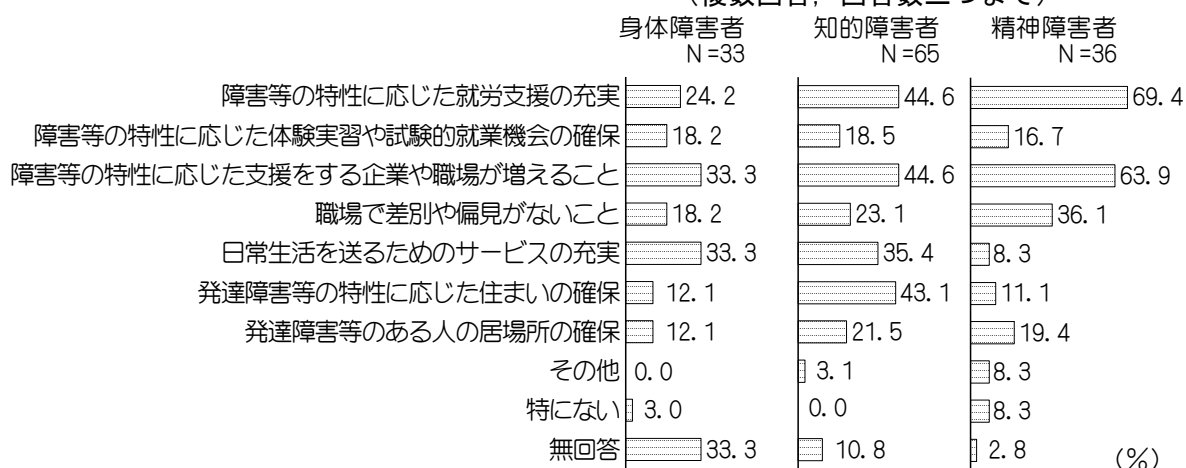 （複数回答，回答数三つまで）
身体障害者 知的障害者 精神障害者
N=33 N=65 N=36
障害等の特性に応じた就労支援の充実 24.2 44.6 69.4
障害等の特性に応じた体験実習や試験的就業機会の確保 18.2 18.5 16.7
障害等の特性に応じた支援をする企業や職場が増えること 33.3 44.6 63.9
職場で差別や偏見がないこと 18.2 23.1 36.1
日常生活を送るためのサービスの充実 33.3 35.4 8.3
発達障害等の特性に応じた住まいの確保 12.1 43.1 11.1
発達障害等のある人の居場所の確保 12.1 21.5 19.4
その他 0.0 3.1 8.3
特にない 3.0 0.0 8.3
無回答 33.3 10.8 2.8
(%)